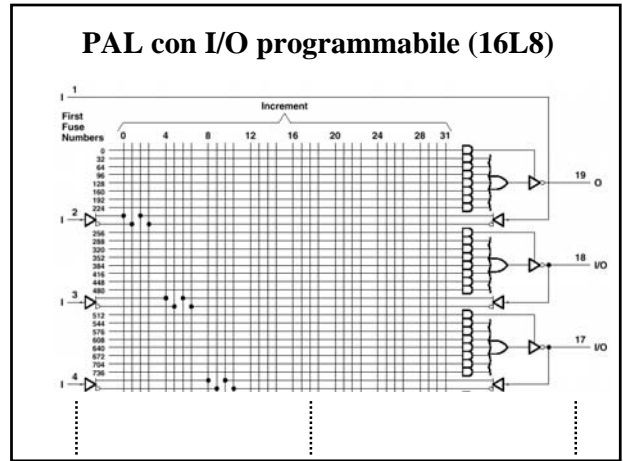 PAL con I/O programmabile (16L8)
I 1
Increment
First
Fuse
Numbers
0 4 8 12 16 20 24 28 31
0
32
64
96
128
160
192
224
19 O
I 2
256
288
320
352
384
416
448
480
18 I/O
I 3
512
544
576
608
640
672
704
736
17 I/O
I 4